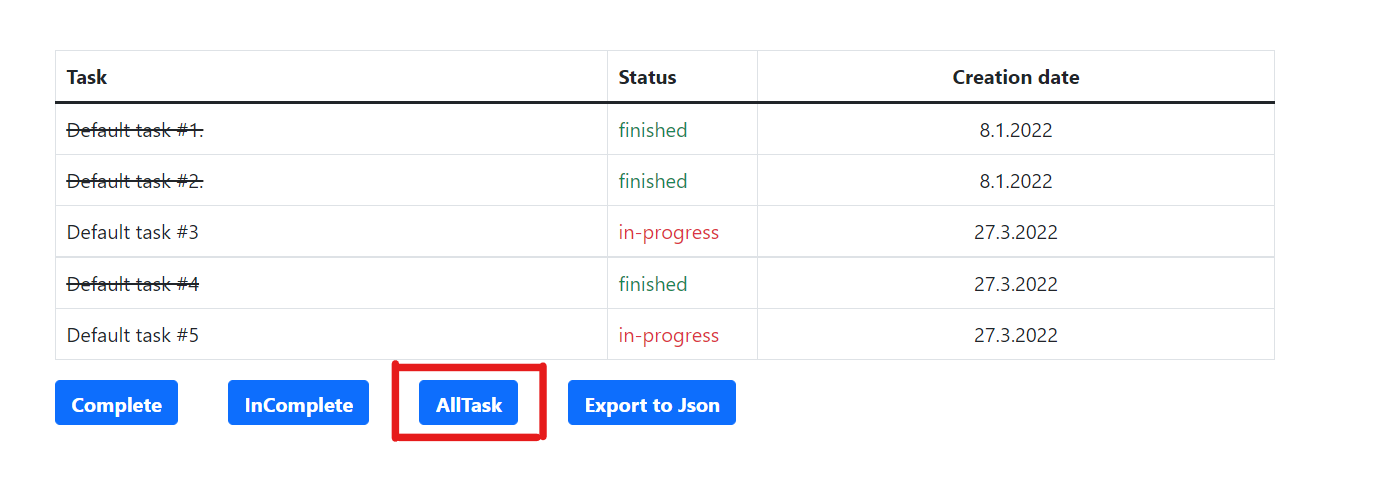 Task Status Creation date
Default task #1. finished 8.1.2022
Default task #2. finished 8.1.2022
Default task #3 in-progress 27.3.2022
Default task #4 finished 27.3.2022
Default task #5 in-progress 27.3.2022
Complete InComplete AllTask Export to Json